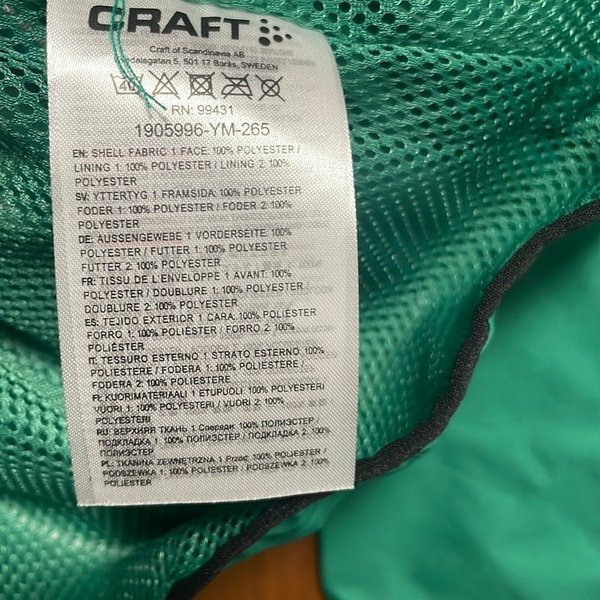 CRAFT
Craft of Scandinavia AB
edalsgatan 5, 501 17 Borås, SWEDEN
40
RN: 99431
1905996-YM-265
EN: SHELL FABRIC 1 FACE: 100% POLYESTER /
LINING 1: 100% POLYESTER / LINING 2: 100%
POLYESTER
SV: YTTERTYG 1 FRAMSIDA: 100% POLYESTER /
FODER 1: 100% POLYESTER / FODER 2: 100%
POLYESTER
DE: AUSSENGEWEBE 1 VORDERSEITE: 100%
POLYESTER / FUTTER 1: 100% POLYESTER /
FUTTER 2: 100% POLYESTER
FR: TISSU DE L'ENVELOPPE 1 AVANT: 100%
POLYESTER / DOUBLURE 1: 100% POLYESTER /
DOUBLURE 2: 100% POLYESTER
ES: TEJIDO EXTERIOR 1 CARA: 100% POLIÉSTER /
FORRO 1: 100% POLIÉSTER / FORRO 2: 100%
POLIÉSTER
IT: TESSURO ESTERNO 1 STRATO ESTERNO: 100%
POLIESTERE / FODERA 1: 100% POLIESTERE /
FODERA 2: 100% POLIESTERE
FI: KUORIMATERIAALI 1 ETUPUOLI: 100% POLYESTERI /
VUORI 1: 100% POLYESTERI / VUORI 2: 100%
POLYESTERI
RU: ВЕРХНЯЯ ТКАНЬ 1 Спереди: 100% ПОЛИЭСТЕР /
ПОДКЛАДКА 1: 100% ПОЛИЭСТЕР / ПОДКЛАДКА 2: 100%
ПОЛИЭСТЕР
PL: TKANINA ZEWNĘTRZNA 1 Przód: 100% POLIESTER /
PODSZEWKA 1: 100% POLIESTER / PODSZEWKA 2: 100%
POLIESTER